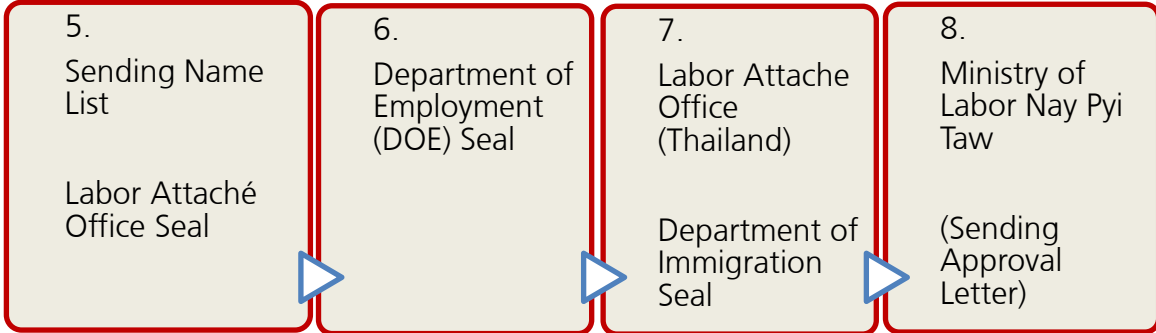 5.
Sending Name
List
Labor Attaché
Office Seal
6.
Department of
Employment
(DOE) Seal
7.
Labor Attache
Office
(Thailand)
Department of
Immigration
Seal
8.
Ministry of
Labor Nay Pyi
Taw
(Sending
Approval
Letter)